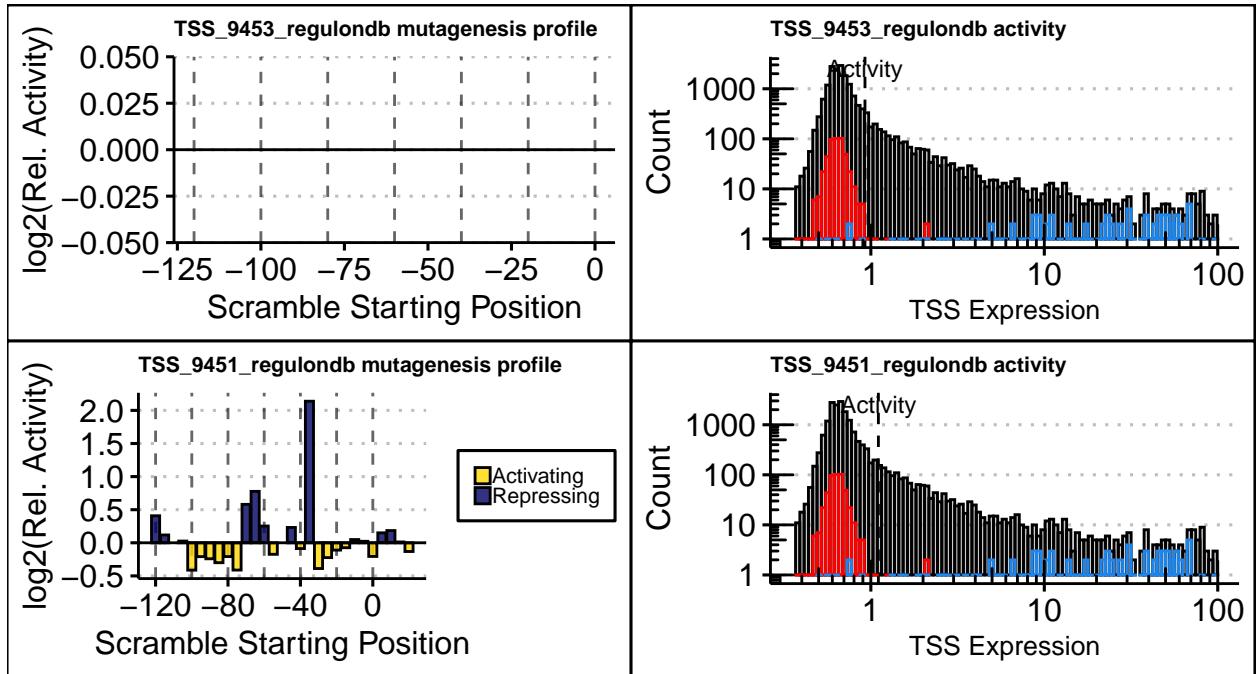 TSS_9453_regulondb mutagenesis profile
log2(Rel. Activity)
0.050
0.025
0.000
−0.025
−0.050
−125 −100 −75 −50 −25 0
Scramble Starting Position
TSS_9453_regulondb activity
Activity
Count
1000
100
10
1
1 10 100
TSS Expression
TSS_9451_regulondb mutagenesis profile
log2(Rel. Activity)
2.0
1.5
1.0
0.5
0.0
−0.5
−120 −80 −40 0
Scramble Starting Position
Activating
Repressing
TSS_9451_regulondb activity
Activity
Count
1000
100
10
1
1 10 100
TSS Expression